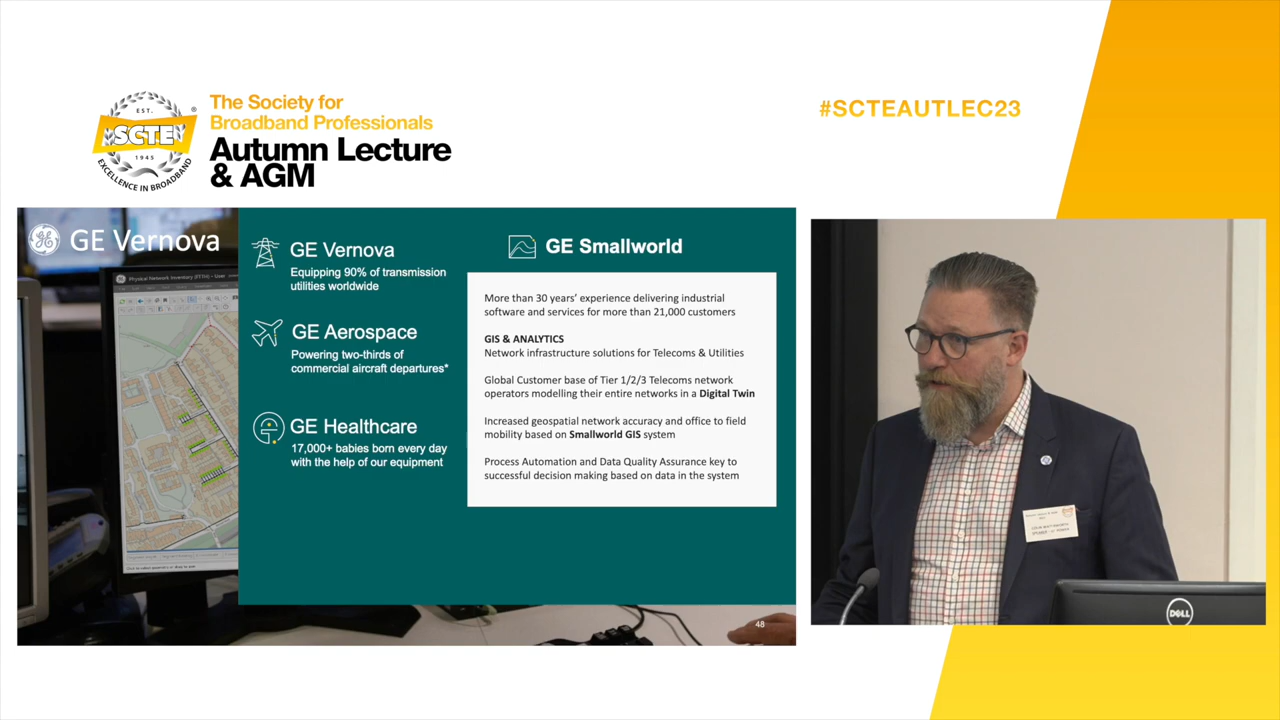 EST.
SCTE
®
1945
EXCELLENCE IN BROADBAND
The Society for
Broadband Professionals
Autumn Lecture
& AGM
#SCTEAUTLEC23
GE Vernova
Physical Network Inventory (FTTH) - User
GE Vernova
Equipping 90% of transmission
utilities worldwide
GE Aerospace
Powering two-thirds of
commercial aircraft departures*
GE Healthcare
17,000+ babies born every day
with the help of our equipment
GE Smallworld
More than 30 years' experience delivering industrial
software and services for more than 21,000 customers
GIS & ANALYTICS
Network infrastructure solutions for Telecoms & Utilities
Global Customer base of Tier 1/2/3 Telecoms network
operators modelling their entire networks in a Digital Twin
Increased geospatial network accuracy and office to field
mobility based on Smallworld GIS system
Process Automation and Data Quality Assurance key to
successful decision making based on data in the system
48
DELL